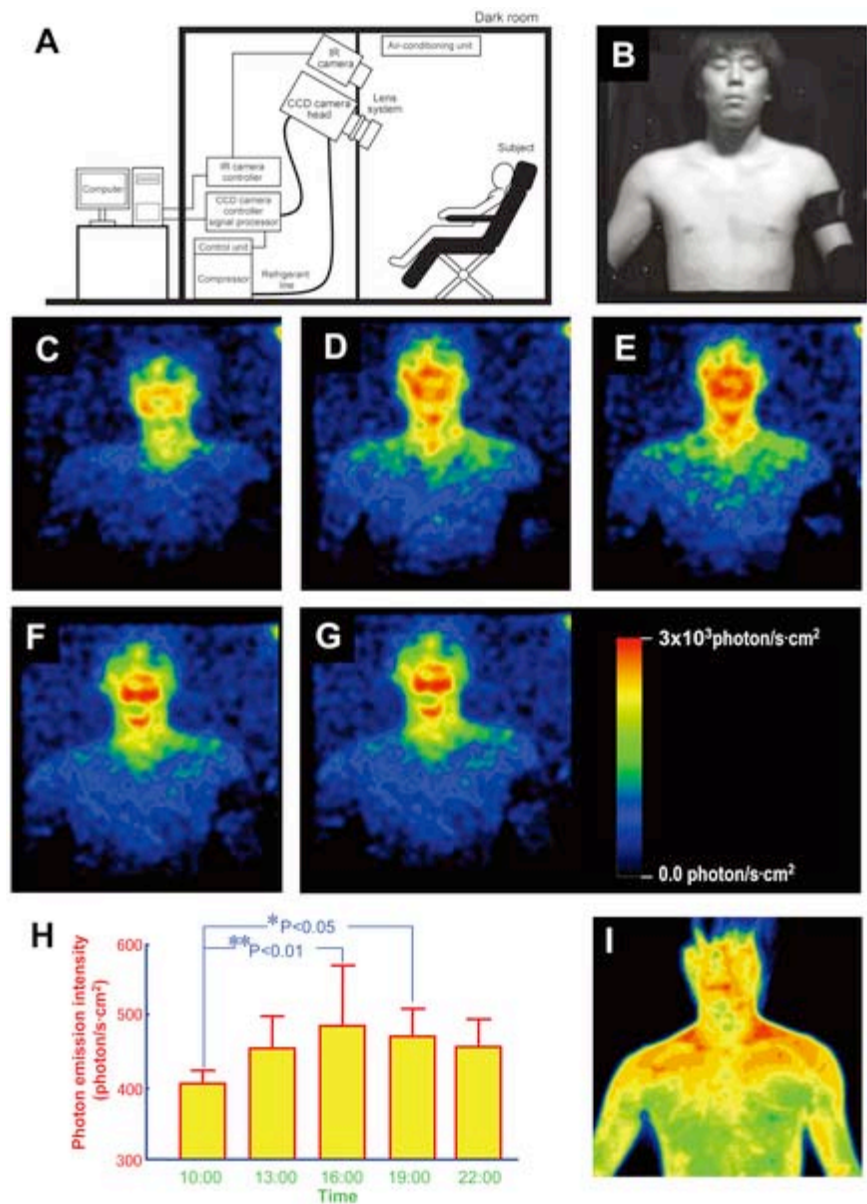 A
Dark room
IR
camera
Air-conditioning unit
CCD camera
head
Lens
system
Subject
IR camera
controller
Computer
CCD camera
controller
signal processor
Control unit
Compressor
Refrigerant
line
B
C
D
E
F
G
3x10³photon/s·cm²
0.0 photon/s·cm²
H
*P<0.05
**P<0.01
Photon emission intensity
(photon/s·cm²)
600
500
400
300
10:00 13:00 16:00 19:00 22:00
Time
I